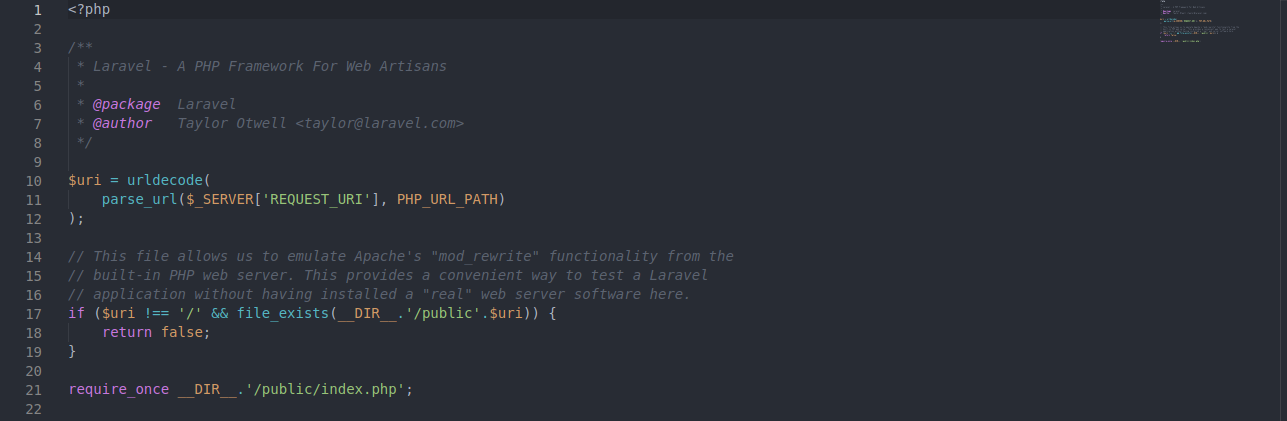 1 <?php
2
3 /**
4  * Laravel - A PHP Framework For Web Artisans
5  *
6  * @package  Laravel
7  * @author   Taylor Otwell <taylor@laravel.com>
8  */
9
10 $uri = urldecode(
11     parse_url($_SERVER['REQUEST_URI'], PHP_URL_PATH)
12 );
13
14 // This file allows us to emulate Apache's "mod_rewrite" functionality from the
15 // built-in PHP web server. This provides a convenient way to test a Laravel
16 // application without having installed a "real" web server software here.
17 if ($uri !== '/' && file_exists(__DIR__.'/public'.$uri)) {
18     return false;
19 }
20
21 require_once __DIR__.'/public/index.php';
22